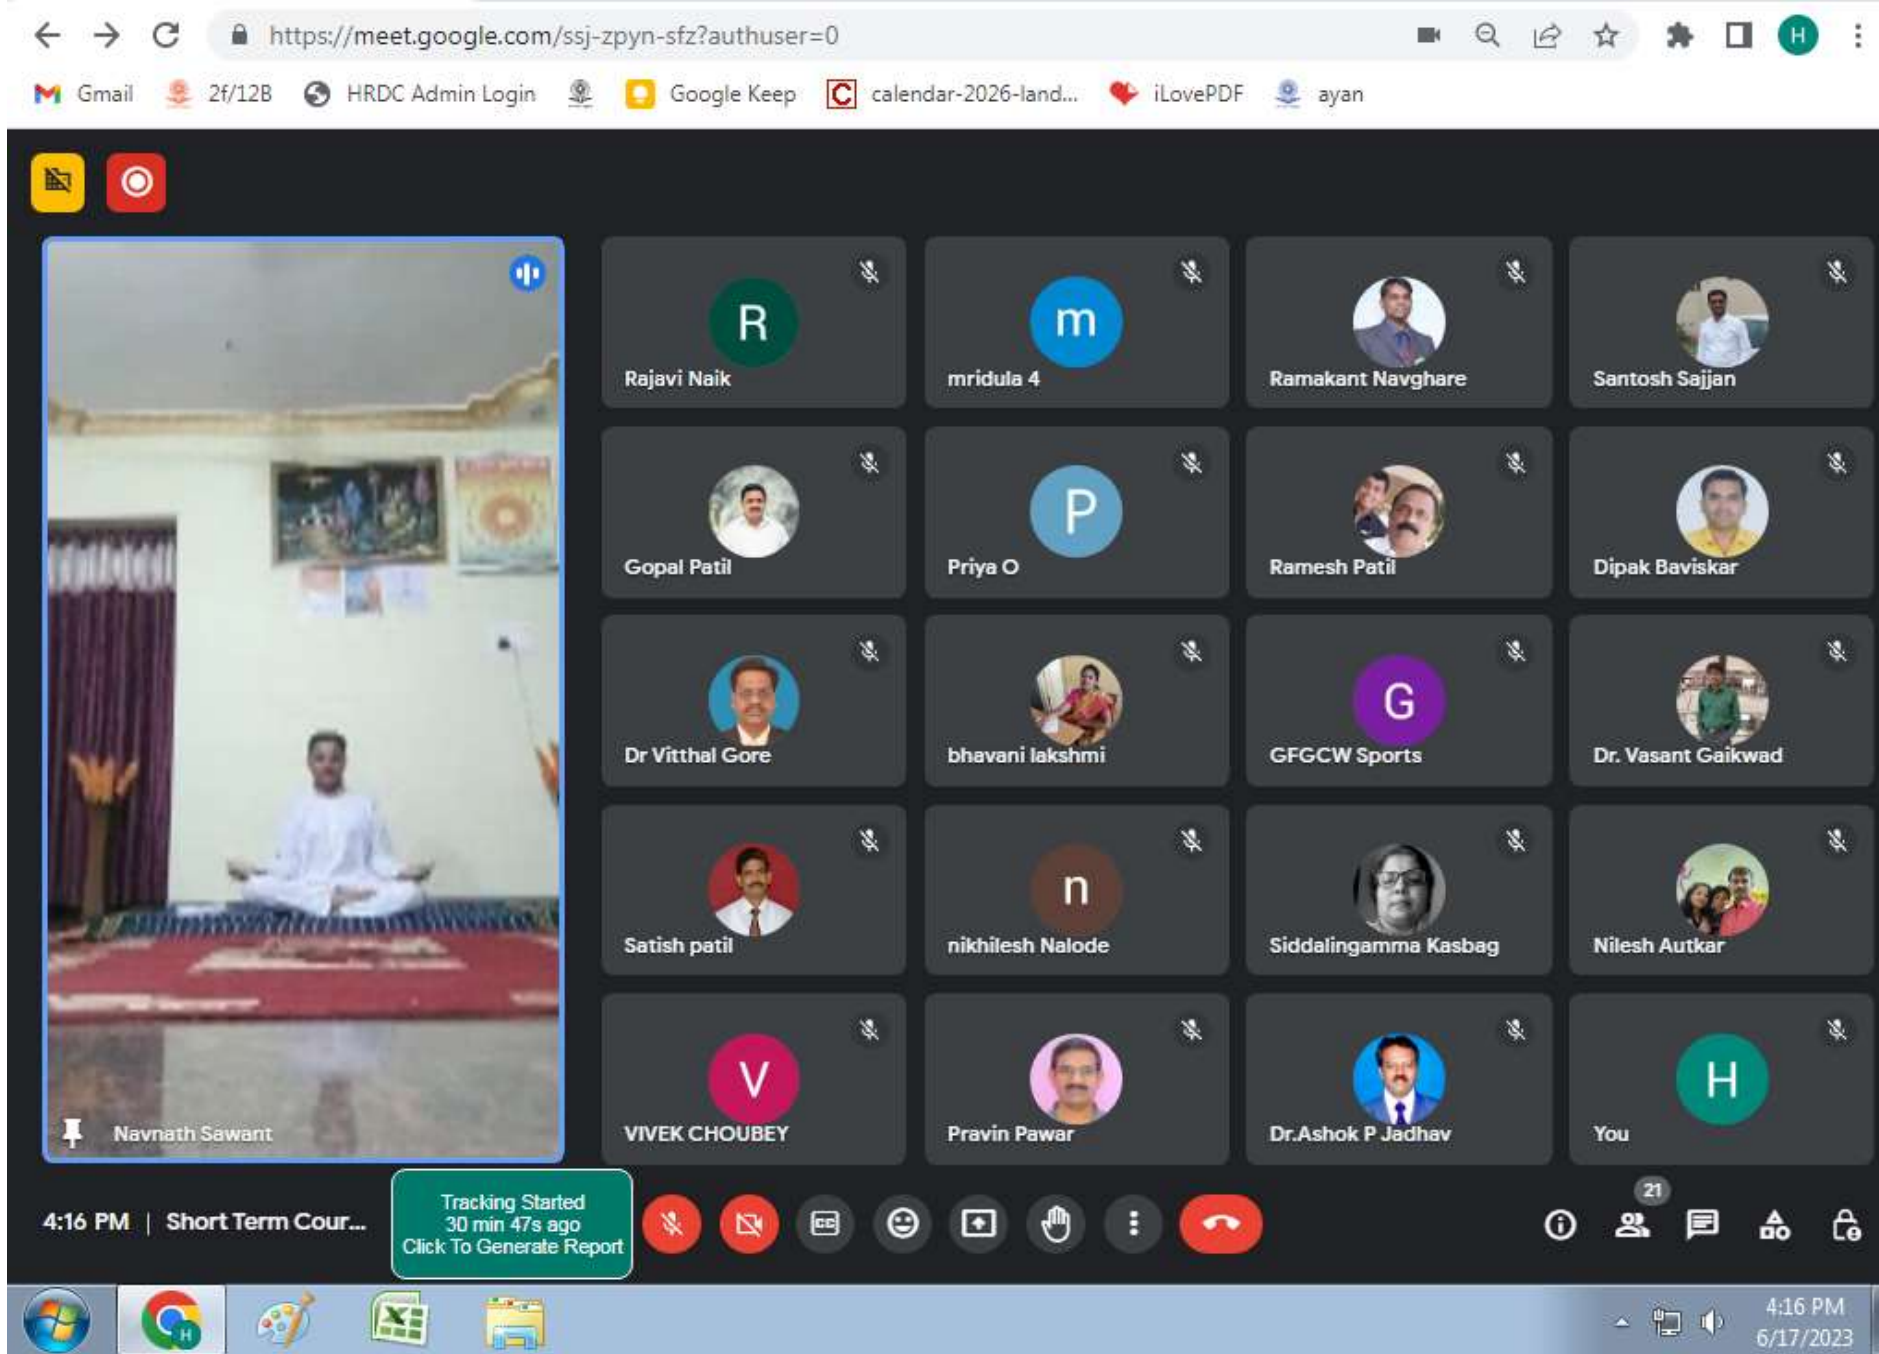 https://meet.google.com/ssj-zpyn-sfz?authuser=0
H
Gmail 2f/12B HRDC Admin Login Google Keep C calendar-2026-land... iLovePDF ayan
R
Rajavi Naik
m
mridula 4
Ramakant Navghare
Santosh Sajjan
Gopal Patil
P
Priya O
Ramesh Patil
Dipak Baviskar
Dr Vitthal Gore
bhavani lakshmi
G
GFGCW Sports
Dr. Vasant Gaikwad
Satish patil
n
nikhilesh Nalode
Siddalingamma Kasbag
Nilesh Autkar
Navnath Sawant
V
VIVEK CHOUBEY
Pravin Pawar
Dr.Ashok P Jadhav
H
You
4:16 PM | Short Term Cour...
Tracking Started
30 min 47s ago
Click To Generate Report
CC
21
H
4:16 PM
6/17/2023